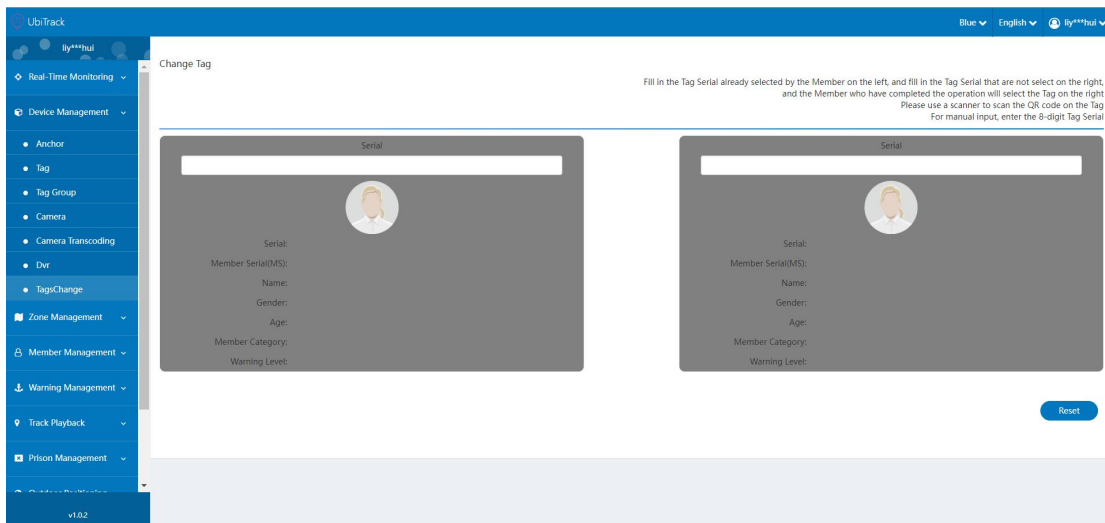 UbiTrack
Blue
English
liy***hui
liy***hui
Real-Time Monitoring
Device Management
Anchor
Tag
Tag Group
Camera
Camera Transcoding
Dvr
TagsChange
Zone Management
Member Management
Warning Management
Track Playback
Prison Management
Outdoor Positioning
v1.0.2
Change Tag
Fill in the Tag Serial already selected by the Member on the left, and fill in the Tag Serial that are not select on the right,
and the Member who have completed the operation will select the Tag on the right
Please use a scanner to scan the QR code on the Tag
For manual input, enter the 8-digit Tag Serial
Serial
Serial:
Member Serial(MS):
Name:
Gender:
Age:
Member Category:
Warning Level:
Serial
Serial:
Member Serial(MS):
Name:
Gender:
Age:
Member Category:
Warning Level:
Reset